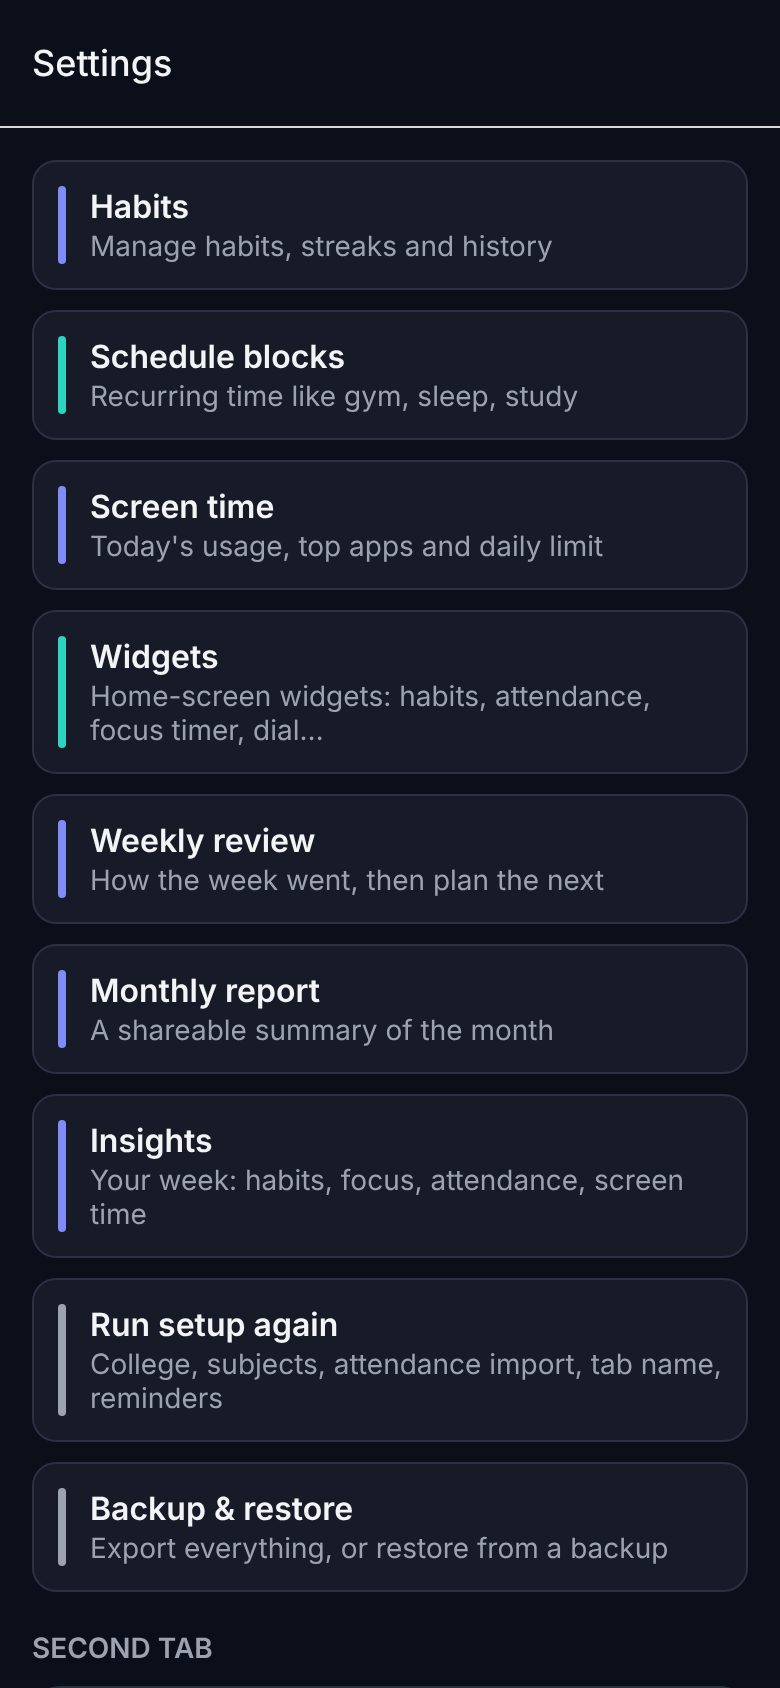 Settings
Habits
Manage habits, streaks and history
Schedule blocks
Recurring time like gym, sleep, study
Screen time
Today's usage, top apps and daily limit
Widgets
Home-screen widgets: habits, attendance,
focus timer, dial...
Weekly review
How the week went, then plan the next
Monthly report
A shareable summary of the month
Insights
Your week: habits, focus, attendance, screen
time
Run setup again
College, subjects, attendance import, tab name,
reminders
Backup & restore
Export everything, or restore from a backup
SECOND TAB